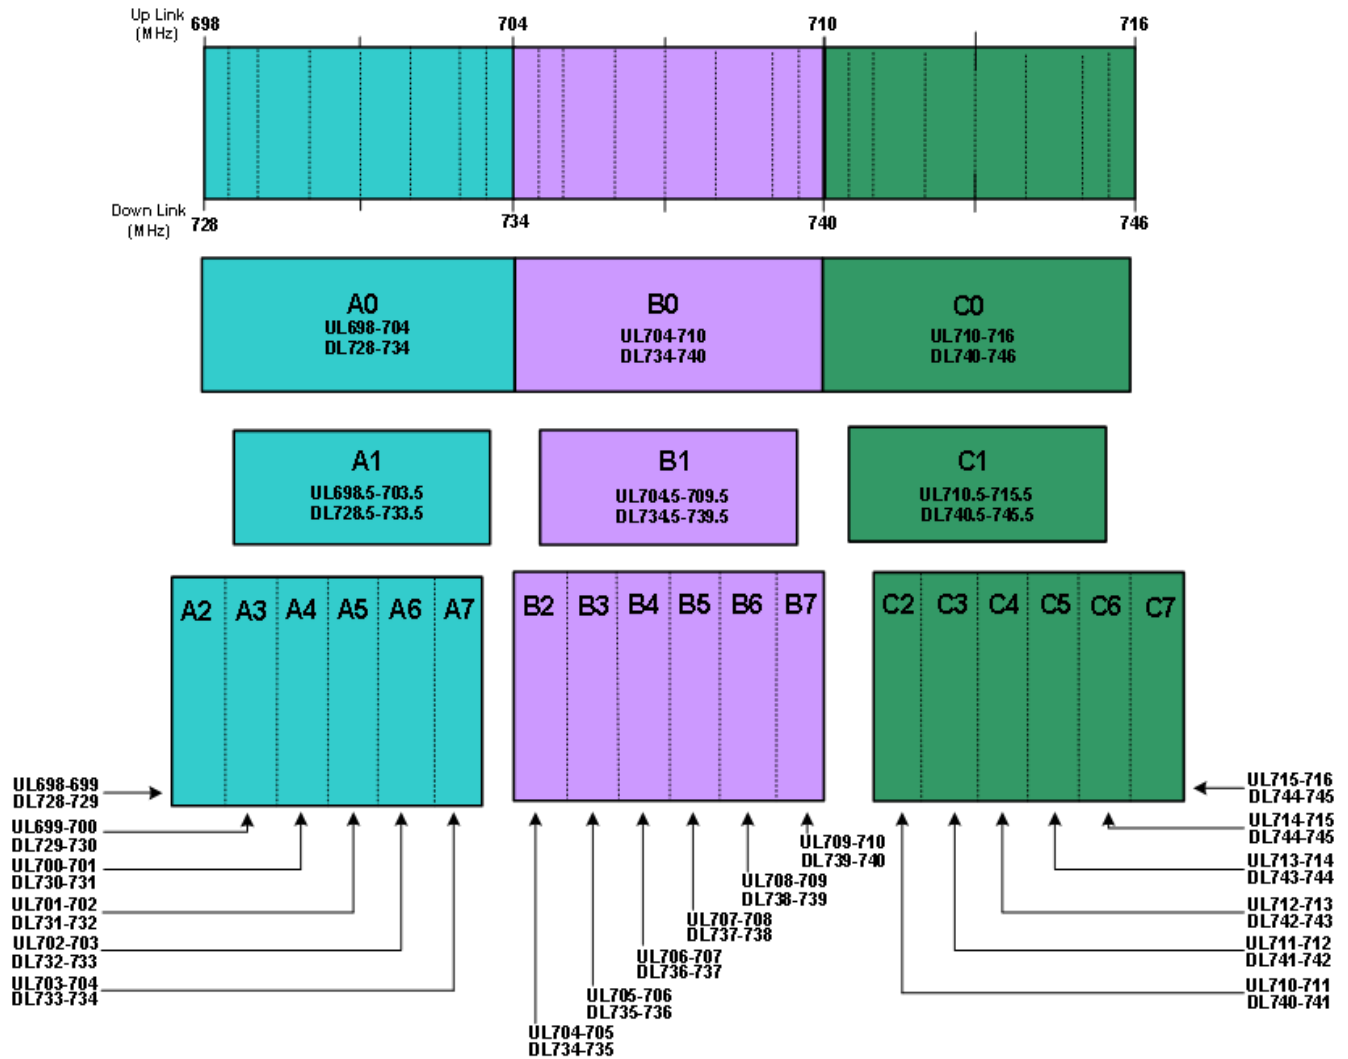 Up Link
(MHz)
698
704
710
716
Down Link
(MHz)
728
734
740
746
A0
UL698-704
DL728-734
B0
UL704-710
DL734-740
C0
UL710-716
DL740-746
A1
UL698.5-703.5
DL728.5-733.5
B1
UL704.5-709.5
DL734.5-739.5
C1
UL710.5-715.5
DL740.5-745.5
A2 A3 A4 A5 A6 A7
B2 B3 B4 B5 B6 B7
C2 C3 C4 C5 C6 C7
UL698-699
DL728-729
UL699-700
DL729-730
UL700-701
DL730-731
UL701-702
DL731-732
UL702-703
DL732-733
UL703-704
DL733-734
UL709-710
DL739-740
UL708-709
DL738-739
UL707-708
DL737-738
UL706-707
DL736-737
UL705-706
DL735-736
UL704-705
DL734-735
UL715-716
DL744-745
UL714-715
DL744-745
UL713-714
DL743-744
UL712-713
DL742-743
UL711-712
DL741-742
UL710-711
DL740-741